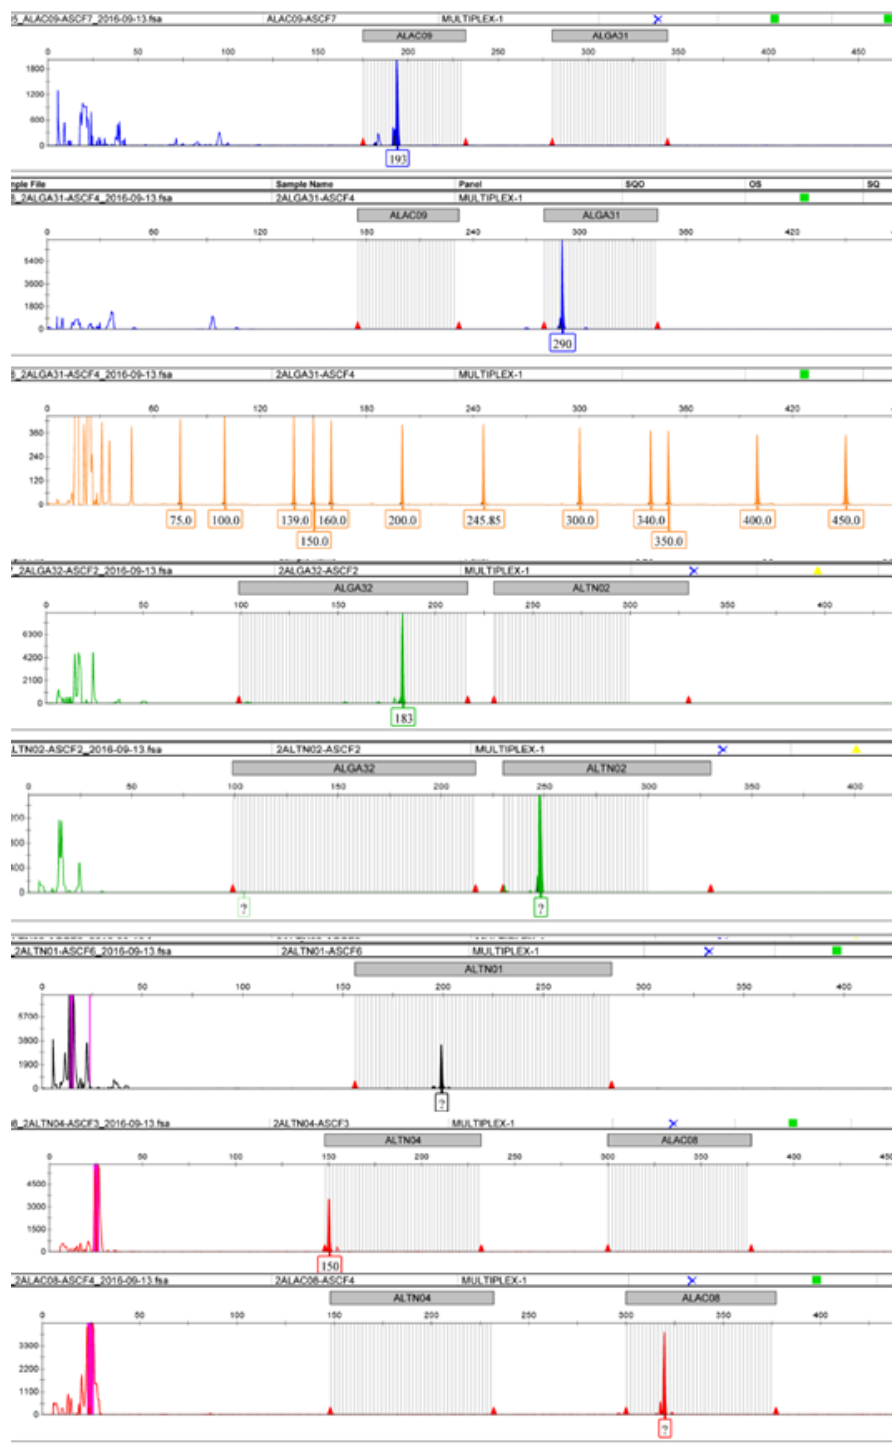 5_ALAC09-ASCF7_2016-09-13.fsa ALAC09-ASCF7 MULTIPLEX-1
ALAC09 ALGA31
0 50 100 150 200 250 300 350 400 450
1800
1200
600
0
193
Sample Name Panel SQO OS SQ
2ALGA31-ASCF4_2016-09-13.fsa 2ALGA31-ASCF4 MULTIPLEX-1
ALAC09 ALGA31
0 60 120 180 240 300 360 420
5400
3600
1800
0
290
2ALGA31-ASCF4_2016-09-13.fsa 2ALGA31-ASCF4 MULTIPLEX-1
0 60 120 180 240 300 360 420
360
240
120
0
75.0 100.0 139.0 160.0 200.0 245.85 300.0 340.0 400.0 450.0
150.0 350.0
2ALGA32-ASCF2_2016-09-13.fsa 2ALGA32-ASCF2 MULTIPLEX-1
ALGA32 ALTN02
0 50 100 150 200 250 300 350 400
6300
4200
2100
0
183
LTN02-ASCF2_2016-09-13.fsa 2ALTN02-ASCF2 MULTIPLEX-1
ALGA32 ALTN02
0 50 100 150 200 250 300 350 400
200
800
400
0
? ?
_2ALTN01-ASCF6_2016-09-13.fsa 2ALTN01-ASCF6 MULTIPLEX-1
ALTN01
0 50 100 150 200 250 300 350 400
5700
3800
1900
0
?
2ALTN04-ASCF3_2016-09-13.fsa 2ALTN04-ASCF3 MULTIPLEX-1
ALTN04 ALAC08
0 50 100 150 200 250 300 350 400 450
4500
3000
1500
0
150
_2ALAC08-ASCF4_2016-09-13.fsa 2ALAC08-ASCF4 MULTIPLEX-1
ALTN04 ALAC08
0 50 100 150 200 250 300 350 400
3300
2200
1100
0
?